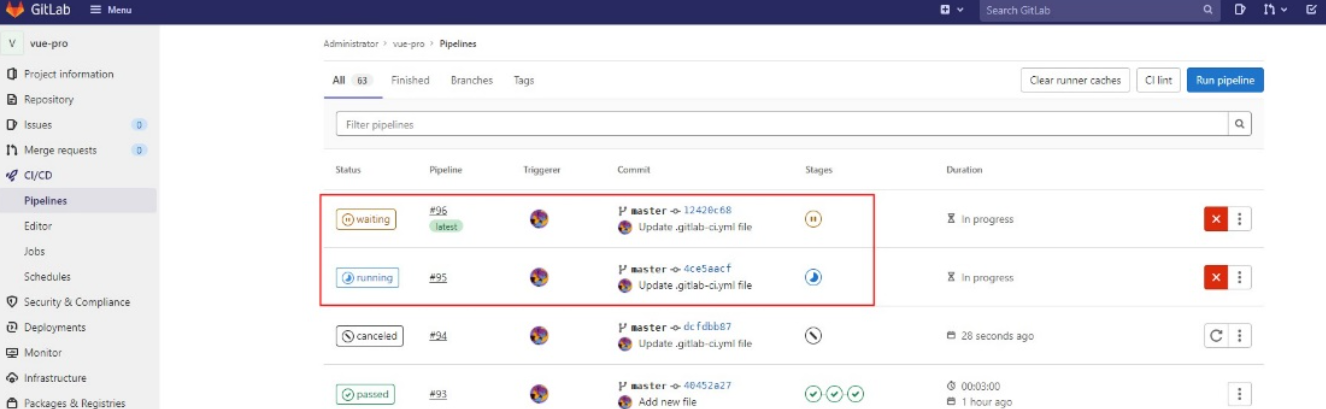 GitLab Menu Search GitLab
V vue-pro
Project information
Repository
Issues 0
Merge requests 0
CI/CD
Pipelines
Editor
Jobs
Schedules
Security & Compliance
Deployments
Monitor
Infrastructure
Packages & Registries
Administrator > vue-pro > Pipelines
All 63 Finished Branches Tags Clear runner caches CI lint Run pipeline
Filter pipelines
Status Pipeline Triggerer Commit Stages Duration
waiting #96 master 12420c68 In progress
latest Update .gitlab-ci.yml file
running #95 master 4ce5aacf In progress
Update .gitlab-ci.yml file
canceled #94 master dcfdbb87 28 seconds ago
Update .gitlab-ci.yml file
passed #93 master 40452a27 00:03:00
Add new file 1 hour ago